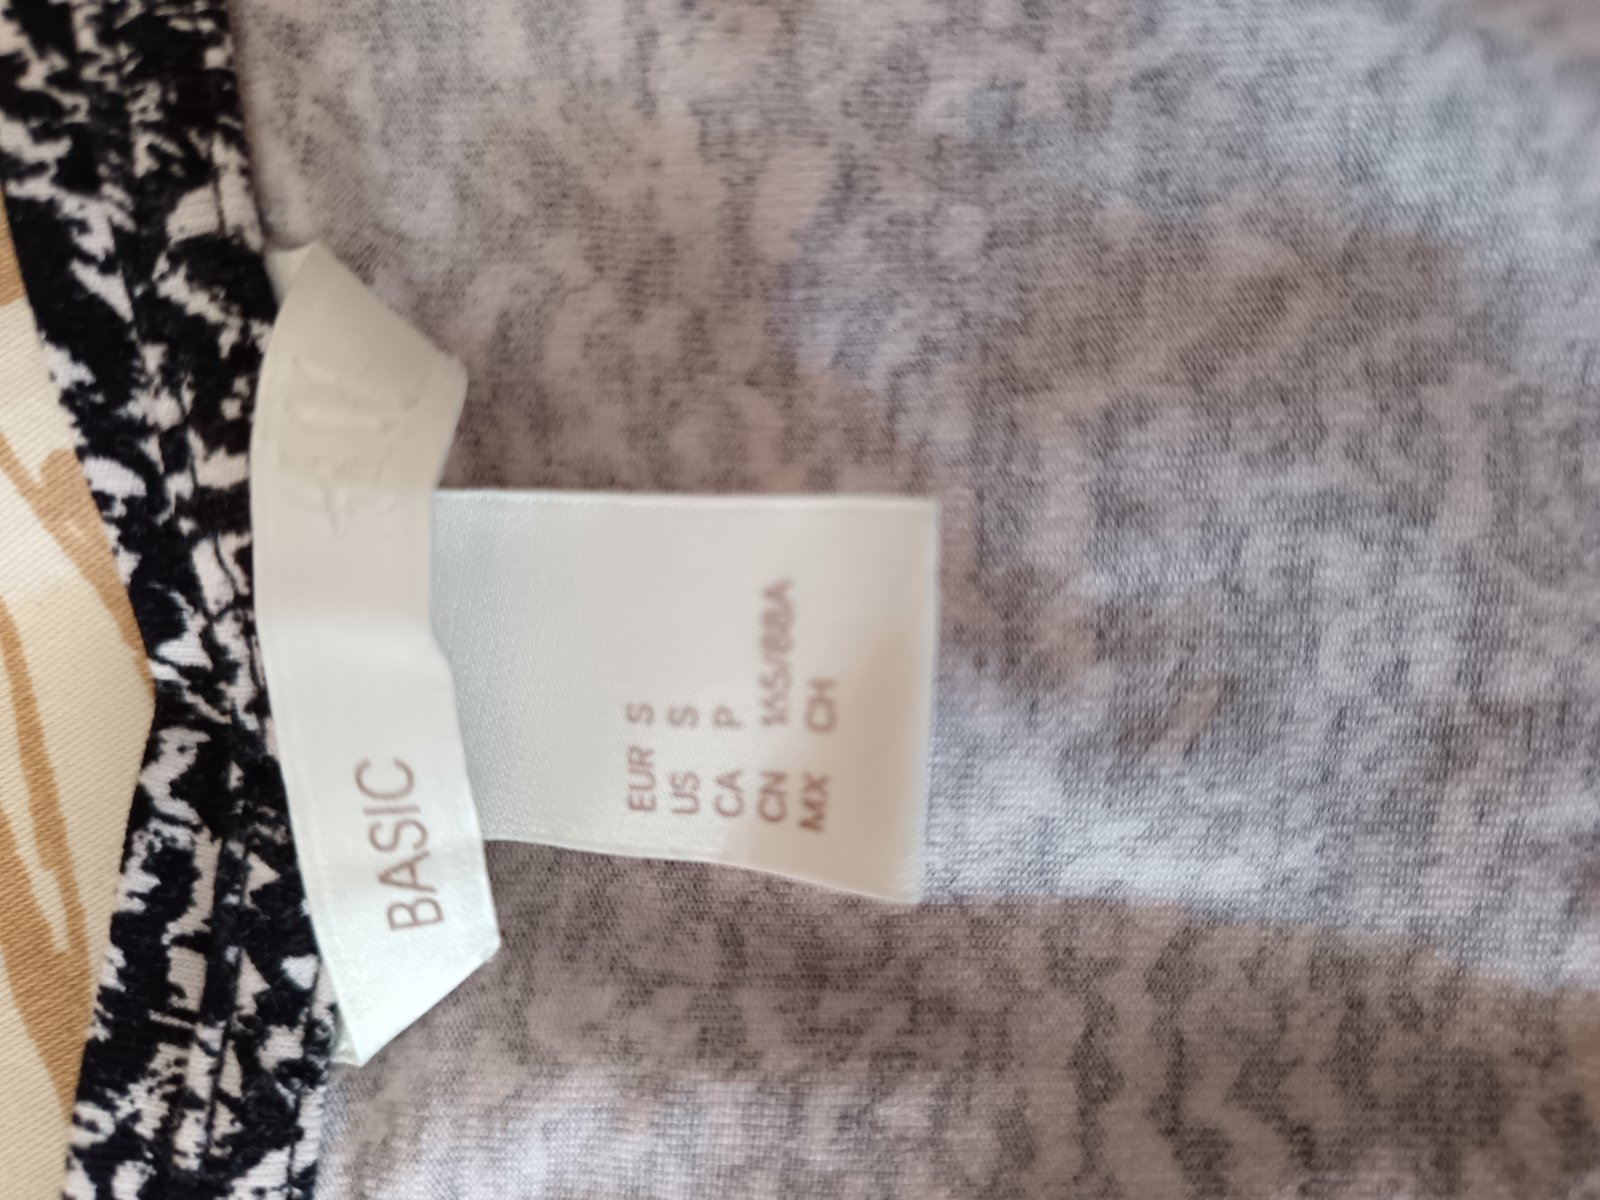 BASIC
EUR S
US S
CA P
CN 165/88A
MX CH